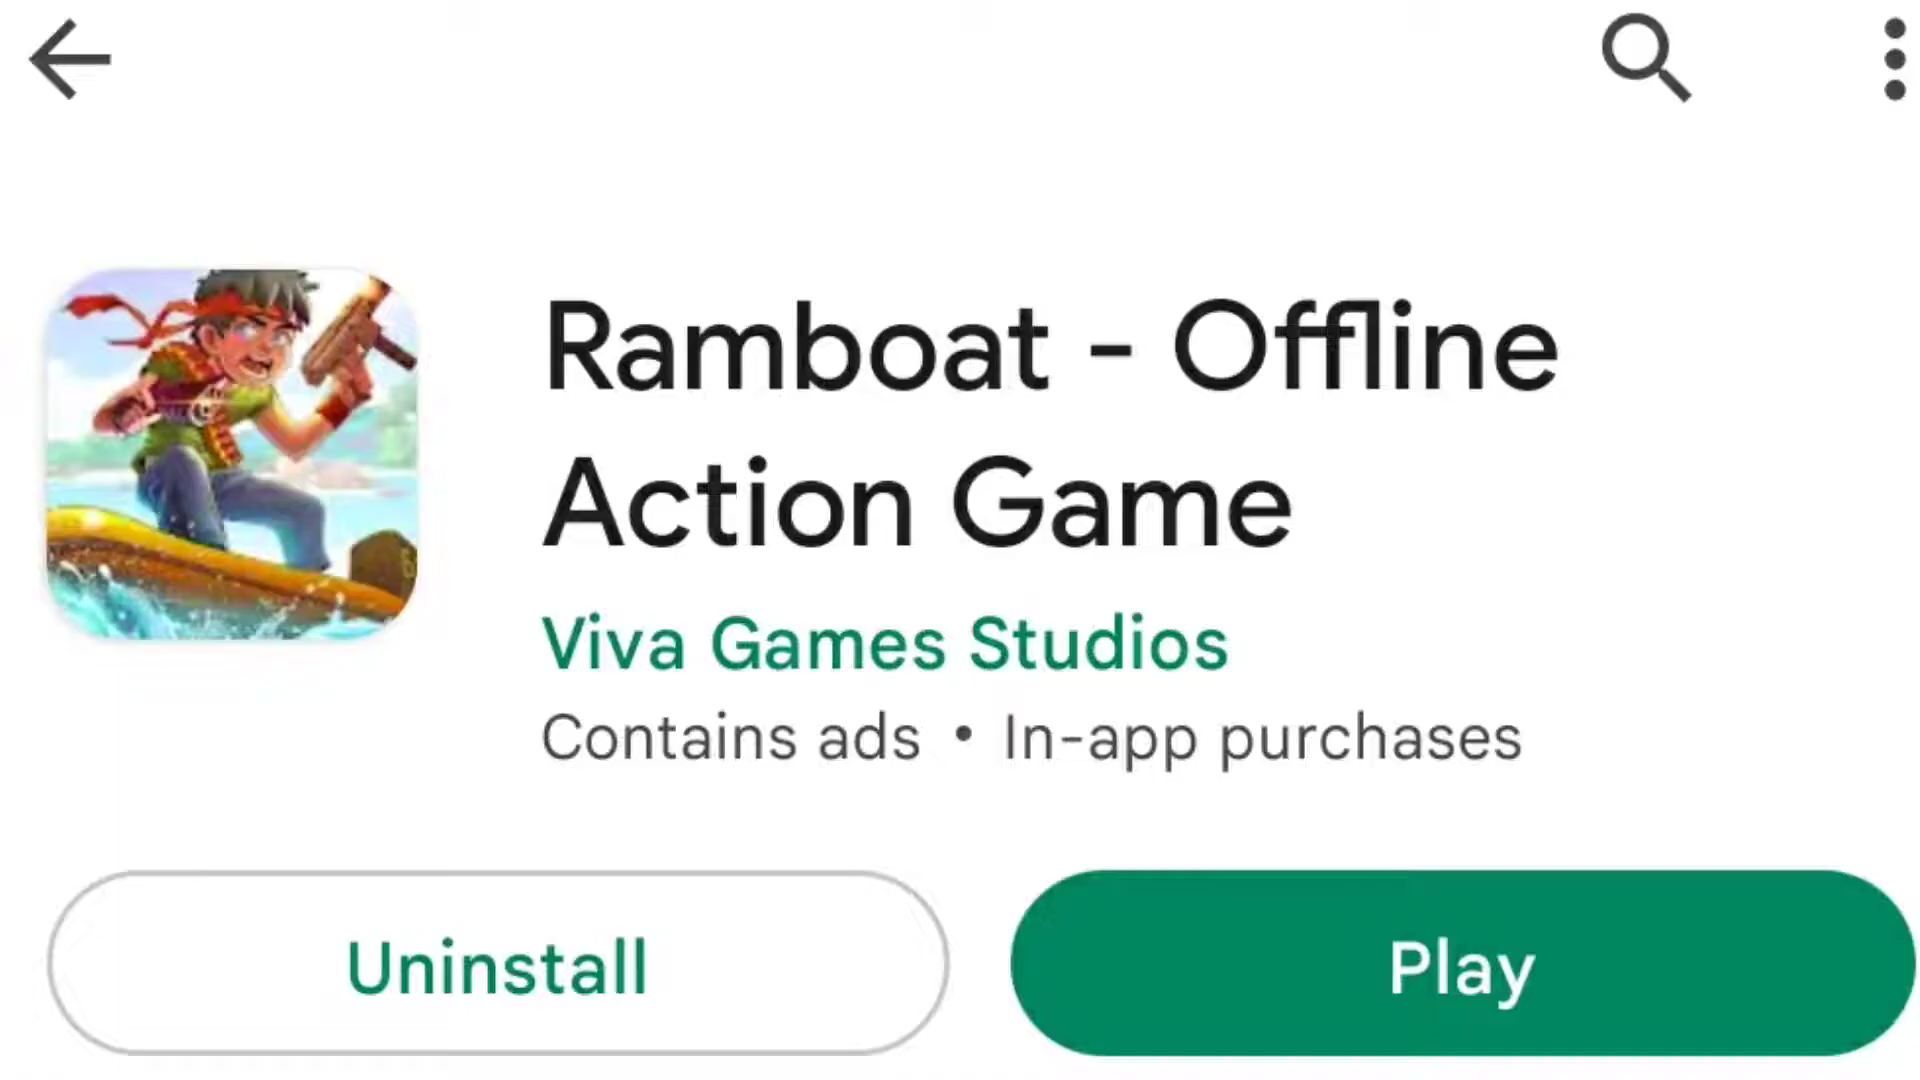 Ramboat - Offline
Action Game
Viva Games Studios
Contains ads • In-app purchases
Uninstall
Play